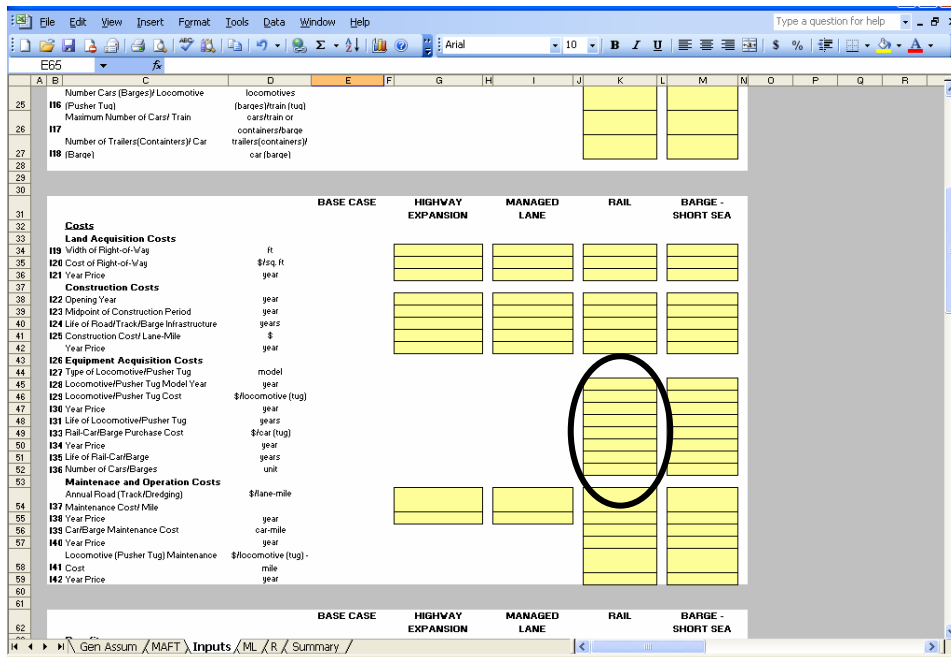 File Edit View Insert Format Tools Data Window Help Type a question for help
Arial 10 B I U $ %
E65 fx
A B C D E F G H I J K L M N O P Q R
Number Cars (Barges)/ Locomotive locomotives
25 I16 (Pusher Tug) (barges)/train (tug)
Maximum Number of Cars/ Train cars/train or
26 I17 containers/barge
Number of Trailers(Containters)/ Car trailers(containers)/
27 I18 (Barge) car (barge)
28
29
30
BASE CASE HIGHWAY MANAGED RAIL BARGE -
31 EXPANSION LANE SHORT SEA
32 Costs
33 Land Acquisition Costs
34 I19 Width of Right-of-Way ft
35 I20 Cost of Right-of-Way $/sq. ft
36 I21 Year Price year
37 Construction Costs
38 I22 Opening Year year
39 I23 Midpoint of Construction Period year
40 I24 Life of Road/Track/Barge Infrastructure years
41 I25 Construction Cost/ Lane-Mile $
42 Year Price year
43 I26 Equipment Acquisition Costs
44 I27 Type of Locomotive/Pusher Tug model
45 I28 Locomotive/Pusher Tug Model Year year
46 I29 Locomotive/Pusher Tug Cost $/locomotive (tug)
47 I30 Year Price year
48 I31 Life of Locomotive/Pusher Tug years
49 I33 Rail-Car/Barge Purchase Cost $/car (tug)
50 I34 Year Price year
51 I35 Life of Rail-Car/Barge years
52 I36 Number of Cars/Barges unit
53 Maintenace and Operation Costs
Annual Road (Track/Dredging) $/lane-mile
54 I37 Maintenance Cost/ Mile
55 I38 Year Price year
56 I39 Car/Barge Maintenance Cost car-mile
57 I40 Year Price year
Locomotive (Pusher Tug) Maintenance $/locomotive (tug) -
58 I41 Cost mile
59 I42 Year Price year
60
61
BASE CASE HIGHWAY MANAGED RAIL BARGE -
62 EXPANSION LANE SHORT SEA
Gen Assum MAFT Inputs ML R Summary